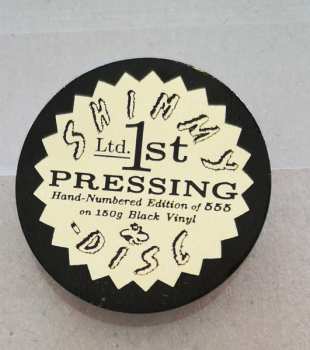 SHIMMY
Ltd. 1st
PRESSING
Hand-Numbered Edition of 555
on 150g Black Vinyl
·DISC